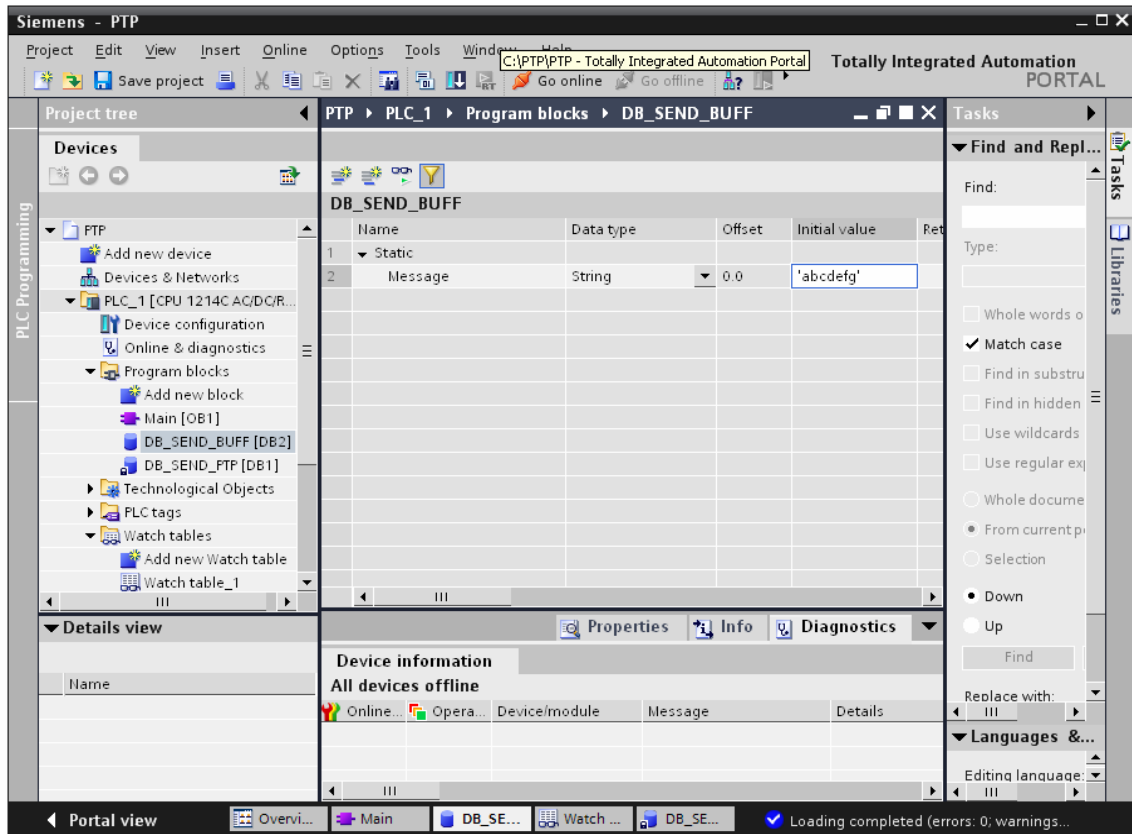 Siemens - PTP
Project Edit View Insert Online Options Tools Window Help
C:\PTP\PTP - Totally Integrated Automation Portal
Totally Integrated Automation
PORTAL
Save project
Go online Go offline
Project tree
PTP PLC_1 Program blocks DB_SEND_BUFF
Tasks
Devices
Find and Repl...
Find:
Type:
Whole words o
Match case
Find in substru
Find in hidden
Use wildcards
Use regular ex
Whole docume
From current p
Selection
Down
Up
Find
Replace with:
Languages &...
Editing language:
Tasks
Libraries
PLC Programming
PTP
Add new device
Devices & Networks
PLC_1 [CPU 1214C AC/DC/R...
Device configuration
Online & diagnostics
Program blocks
Add new block
Main [OB1]
DB_SEND_BUFF [DB2]
DB_SEND_PTP [DB1]
Technological Objects
PLC tags
Watch tables
Add new Watch table
Watch table_1
Details view
Name
DB_SEND_BUFF
Name Data type Offset Initial value Ret
1 Static
2 Message String 0.0 'abcdefg'
Properties Info Diagnostics
Device information
All devices offline
Online... Opera... Device/module Message Details
Portal view Overvi... Main DB_SE... Watch ... DB_SE... Loading completed (errors: 0; warnings...